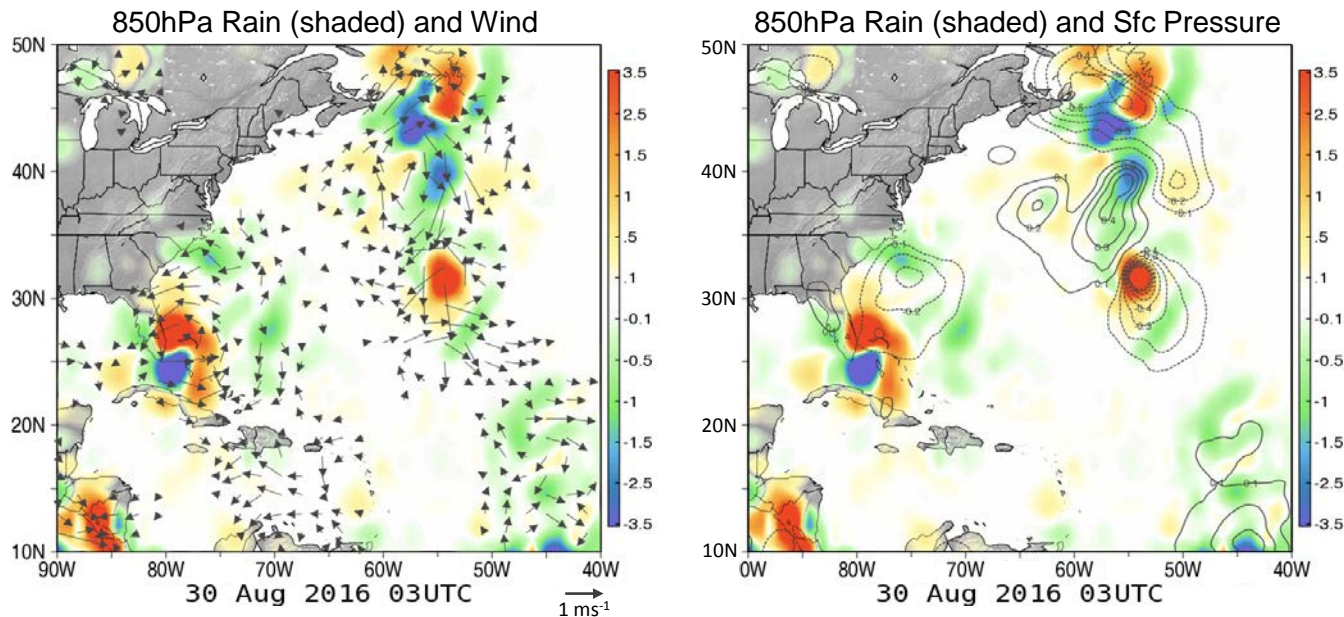 850hPa Rain (shaded) and Wind
850hPa Rain (shaded) and Sfc Pressure
50N
40N
30N
20N
10N
90W
80W
70W
60W
50W
40W
3.5
2.5
1.5
1
.5
.1
-0.1
-0.5
-1
-1.5
-2.5
-3.5
30 Aug 2016 03UTC
1 ms⁻¹
50N
40N
30N
20N
10N
0W
80W
70W
60W
50W
40W
3.5
2.5
1.5
1
.5
.1
-0.1
-0.5
-1
-1.5
-2.5
-3.5
30 Aug 2016 03UTC